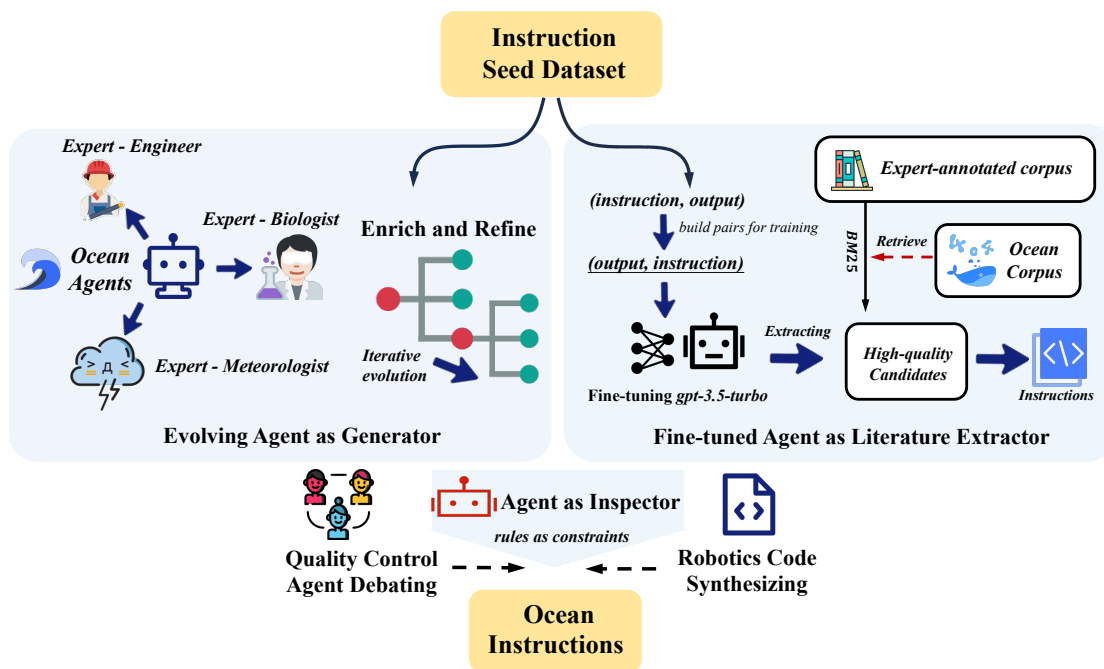 Instruction
Seed Dataset
Expert - Engineer
Expert - Biologist
Ocean
Agents
Expert - Meteorologist
Enrich and Refine
Iterative
evolution
Evolving Agent as Generator
(instruction, output)
build pairs for training
(output, instruction)
Fine-tuning gpt-3.5-turbo
Extracting
Expert-annotated corpus
BM25
Retrieve
Ocean
Corpus
High-quality
Candidates
Instructions
Fine-tuned Agent as Literature Extractor
Agent as Inspector
rules as constraints
Quality Control
Agent Debating
Robotics Code
Synthesizing
Ocean
Instructions